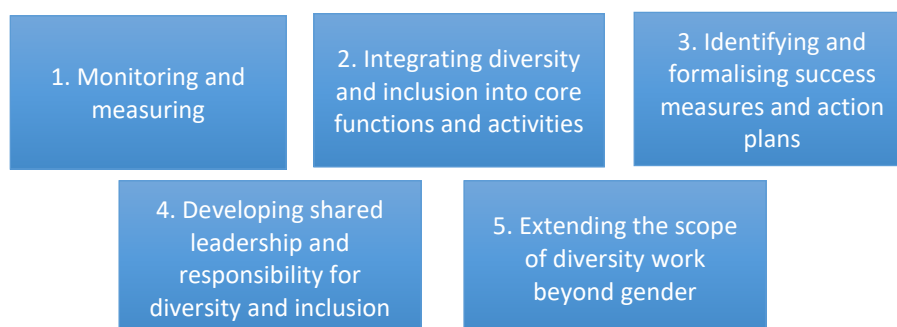 1. Monitoring and
measuring
2. Integrating diversity
and inclusion into core
functions and activities
3. Identifying and
formalising success
measures and action
plans
4. Developing shared
leadership and
responsibility for
diversity and inclusion
5. Extending the scope
of diversity work
beyond gender